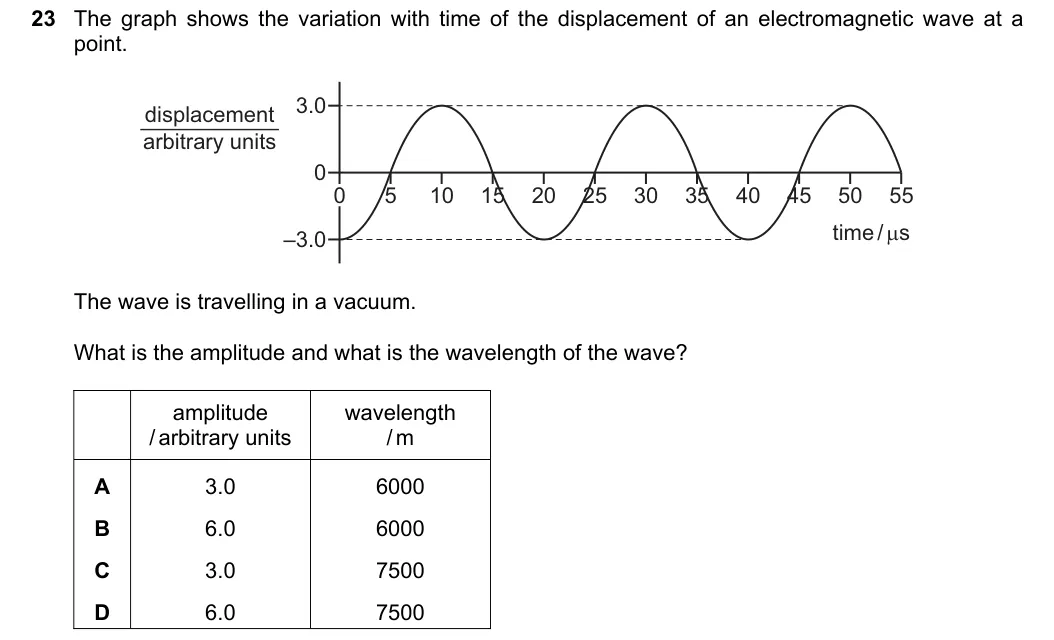 23 The graph shows the variation with time of the displacement of an electromagnetic wave at a
point.
displacement
arbitrary units
3.0
0
–3.0
0 5 10 15 20 25 30 35 40 45 50 55
time / μs
The wave is travelling in a vacuum.
What is the amplitude and what is the wavelength of the wave?
amplitude wavelength
/ arbitrary units / m
A 3.0 6000
B 6.0 6000
C 3.0 7500
D 6.0 7500